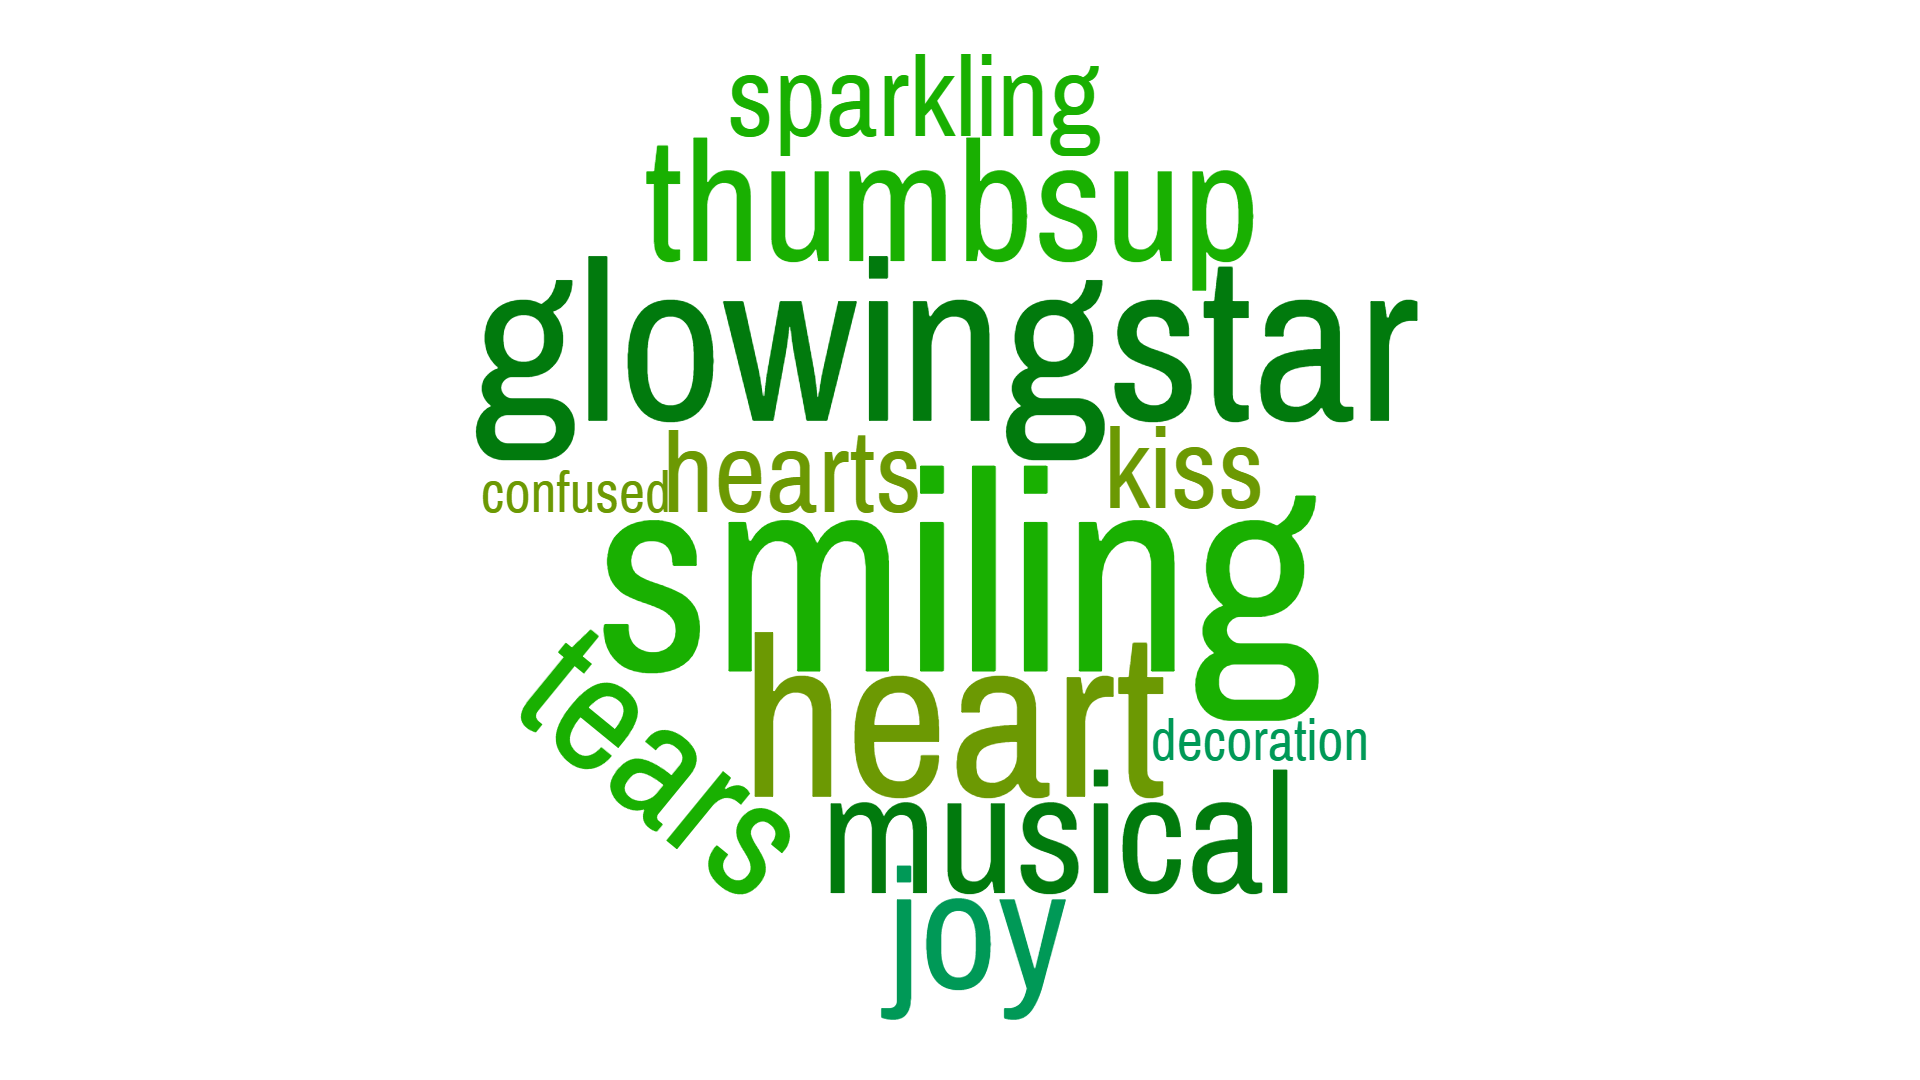 sparkling
thumbsup
glowingstar
hearts
kiss
confused
smiling
tears
heart
decoration
musical
joy